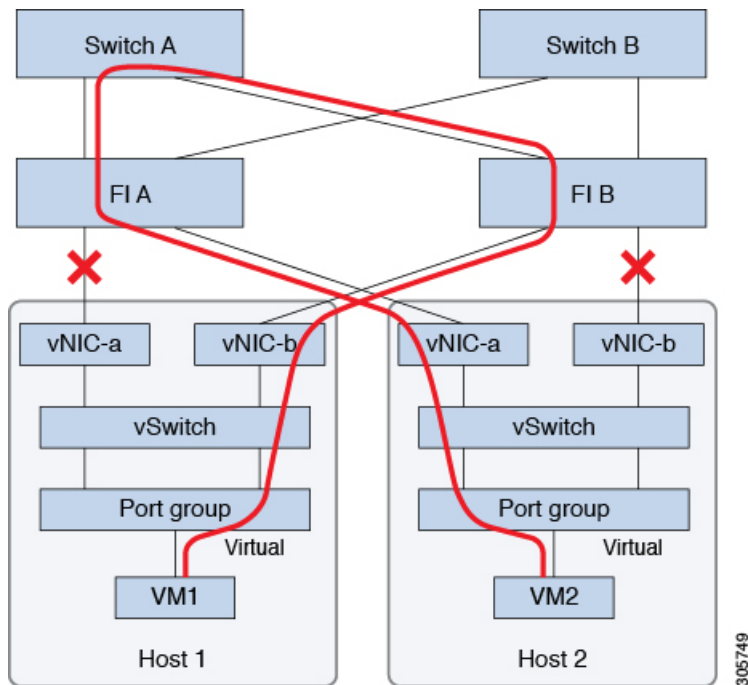 Switch A Switch B
FI A FI B
vNIC-a vNIC-b vNIC-a vNIC-b
vSwitch vSwitch
Port group Port group
Virtual Virtual
VM1 VM2
Host 1 Host 2
305749